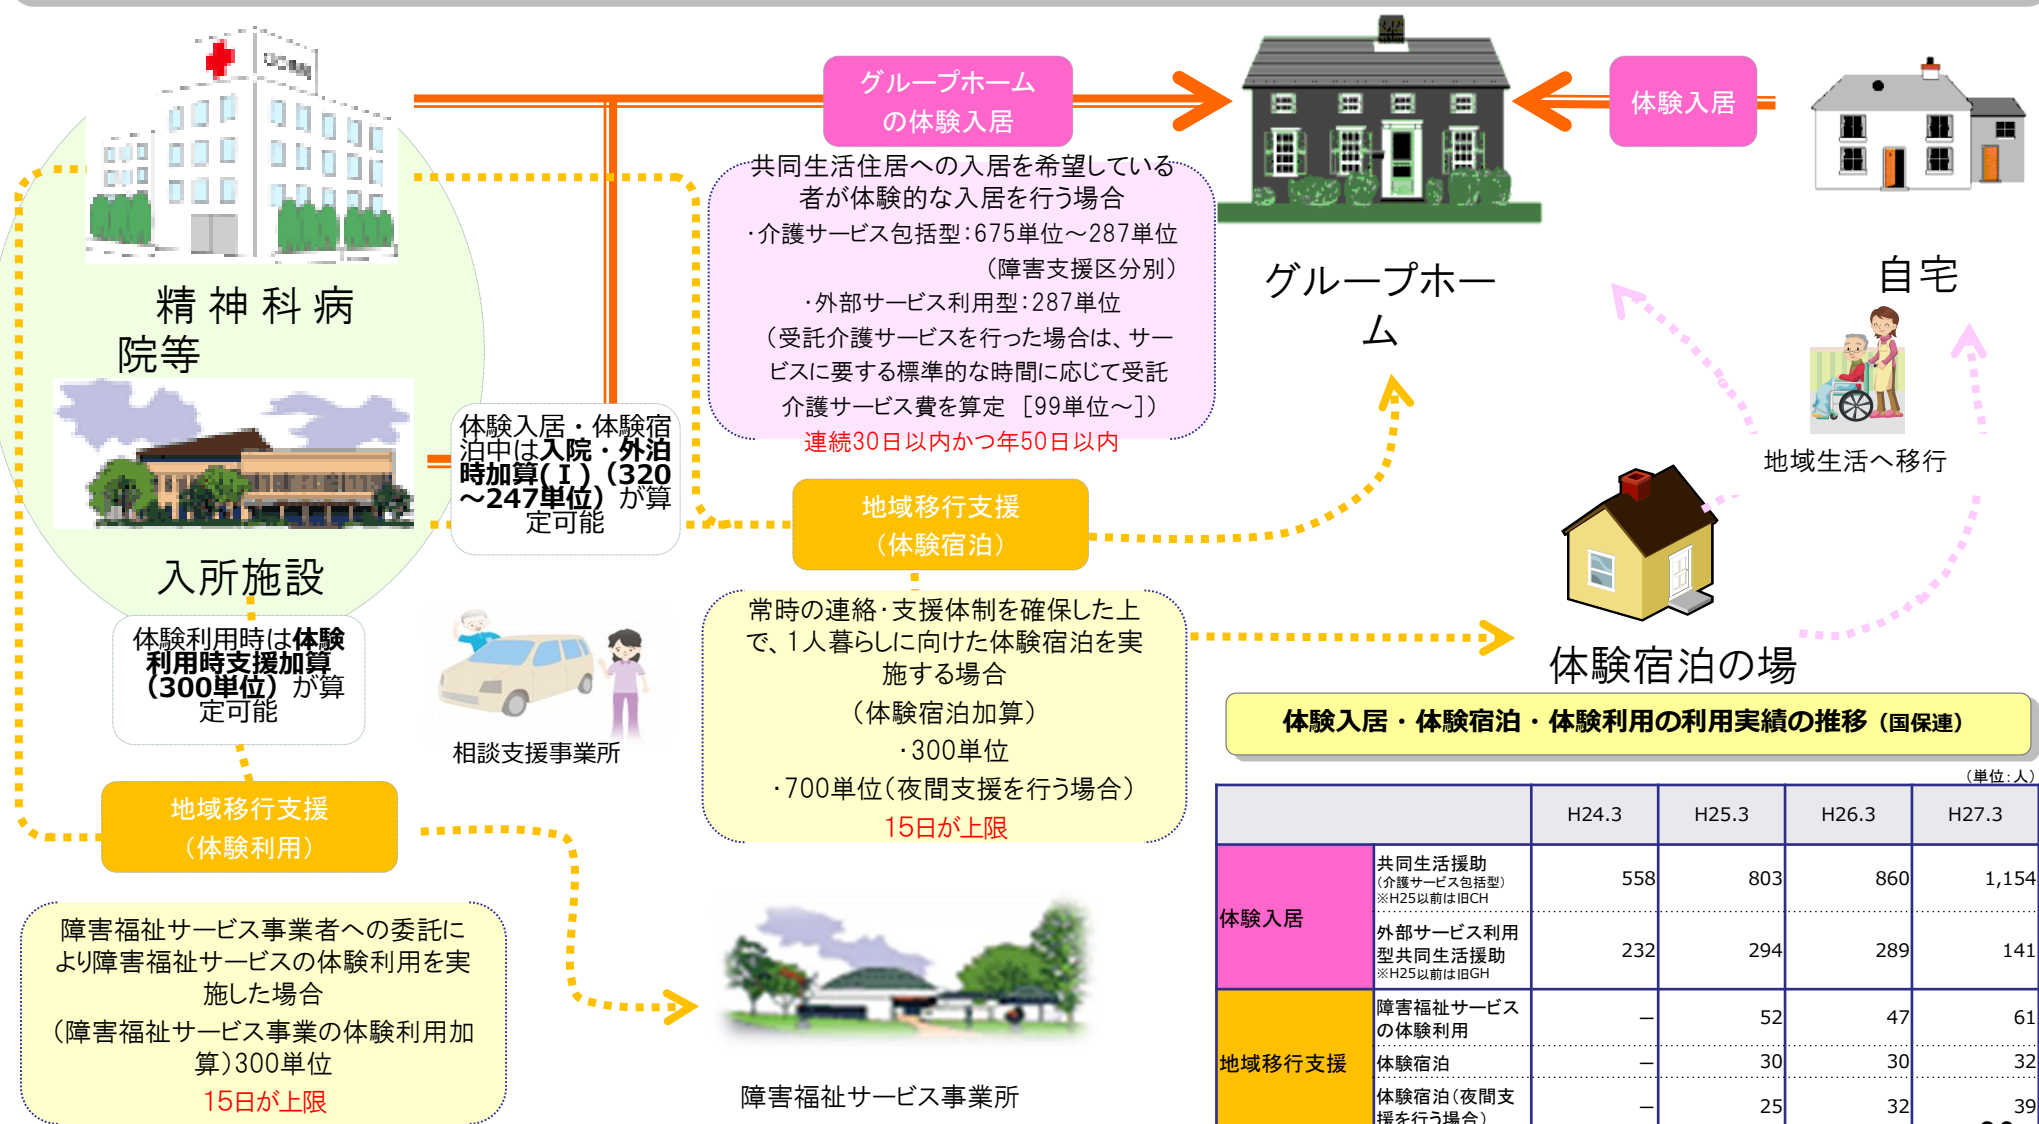 グループホーム
の体験入居
体験入居
共同生活住居への入居を希望している
者が体験的な入居を行う場合
・介護サービス包括型：675単位～287単位
（障害支援区分別）
・外部サービス利用型：287単位
（受託介護サービスを行った場合は、サー
ビスに要する標準的な時間に応じて受託
介護サービス費を算定　［99単位～］）
連続30日以内かつ年50日以内
精神科病
院等
入所施設
グループホー
ム
自宅
地域生活へ移行
体験入居・体験宿
泊中は入院・外泊
時加算(Ⅰ)（320
～247単位）が算
定可能
地域移行支援
（体験宿泊）
体験利用時は体験
利用時支援加算
（300単位）が算
定可能
相談支援事業所
常時の連絡・支援体制を確保した上
で、1人暮らしに向けた体験宿泊を実
施する場合
（体験宿泊加算）
・300単位
・700単位（夜間支援を行う場合）
15日が上限
体験宿泊の場
地域移行支援
（体験利用）
障害福祉サービス事業者への委託に
より障害福祉サービスの体験利用を実
施した場合
（障害福祉サービス事業の体験利用加
算）300単位
15日が上限
障害福祉サービス事業所
体験入居・体験宿泊・体験利用の利用実績の推移（国保連）
（単位：人）
H24.3 H25.3 H26.3 H27.3
体験入居
共同生活援助
（介護サービス包括型）
※H25以前は旧CH
558 803 860 1,154
外部サービス利用
型共同生活援助
※H25以前は旧GH
232 294 289 141
地域移行支援
障害福祉サービス
の体験利用
－ 52 47 61
体験宿泊
－ 30 30 32
体験宿泊（夜間支
援を行う場合）
－ 25 32 39